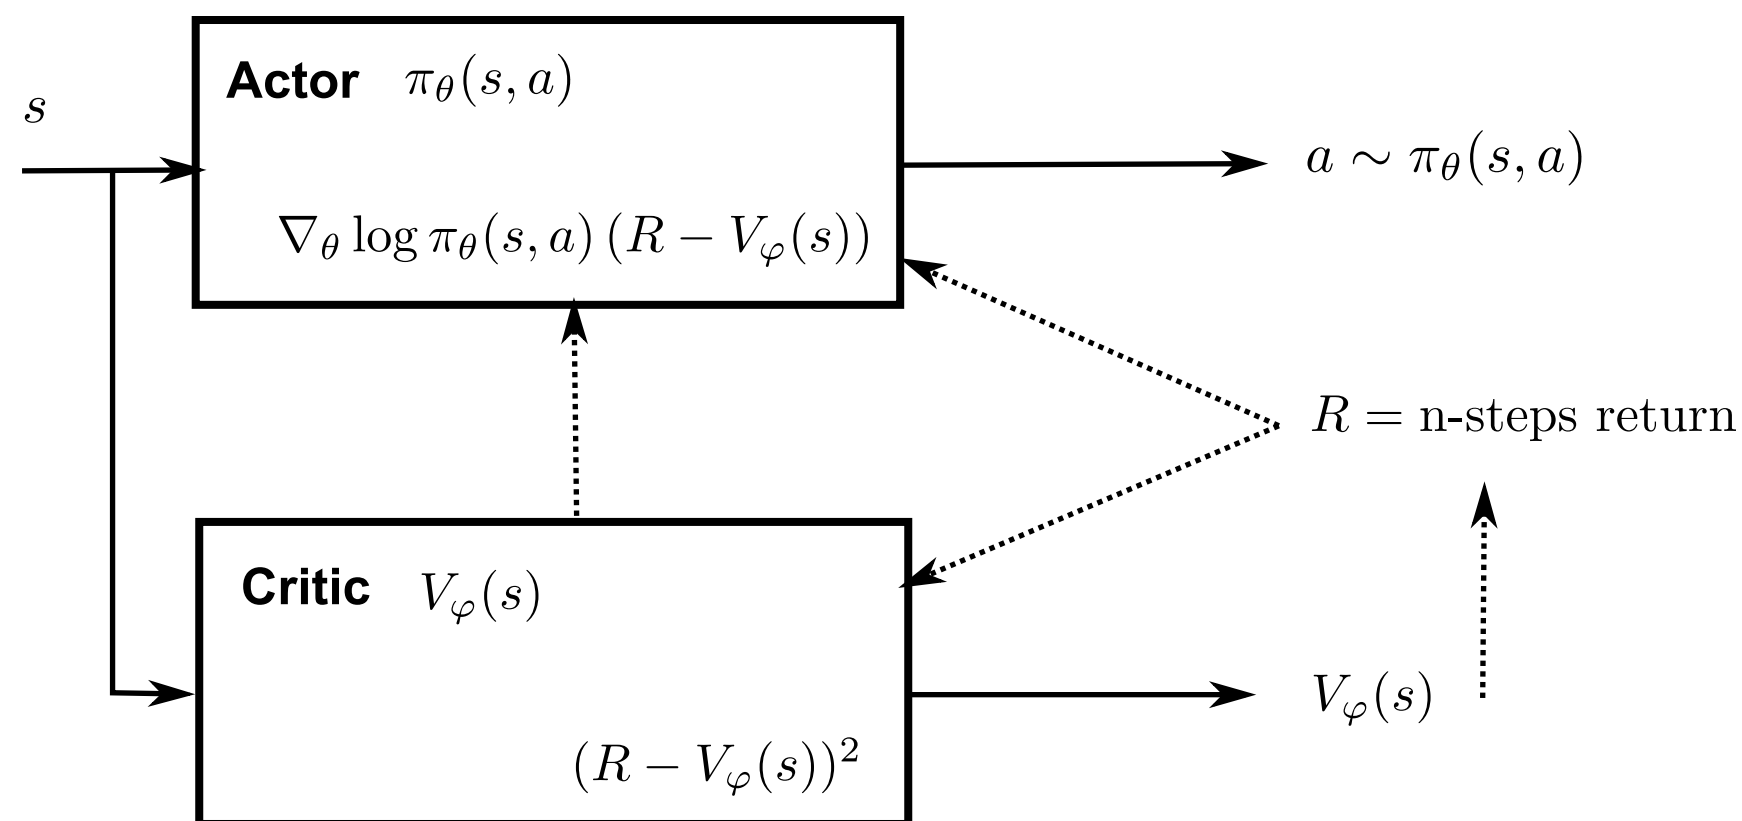 s
Actor π_θ(s, a)
∇_θ log π_θ(s, a) (R − V_φ(s))
a ∼ π_θ(s, a)
R = n-steps return
Critic V_φ(s)
(R − V_φ(s))²
V_φ(s)